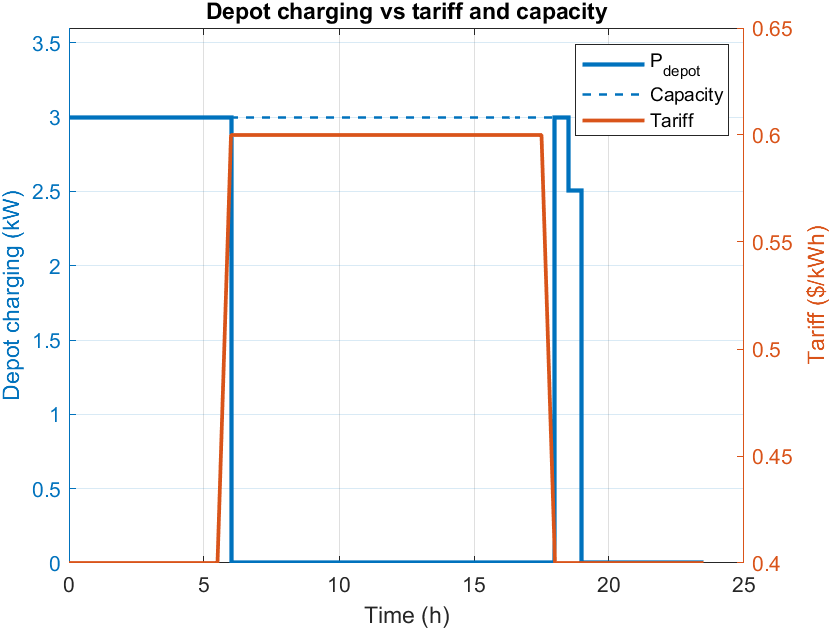 Depot charging vs tariff and capacity
3.5
3
2.5
2
1.5
1
0.5
0
Depot charging (kW)
P_depot
Capacity
Tariff
0.65
0.6
0.55
0.5
0.45
0.4
Tariff ($/kWh)
0
5
10
15
20
25
Time (h)